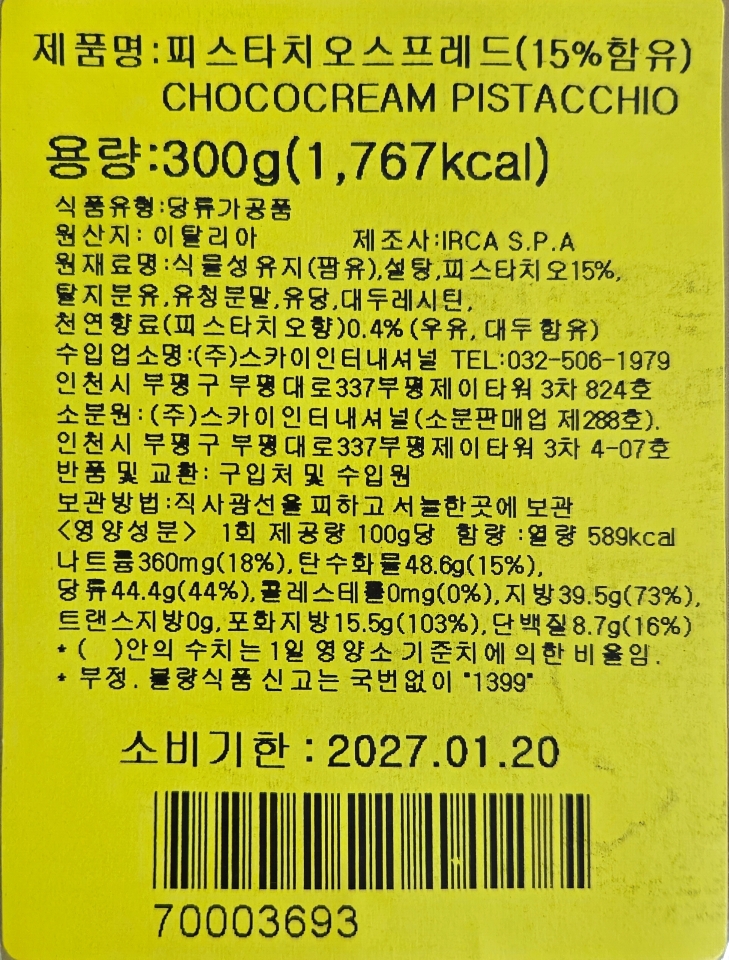 제품명:피스타치오스프레드(15%함유)
CHOCOCREAM PISTACCHIO
용량:300g(1,767kcal)
식품유형:당류가공품
원산지: 이탈리아 제조사:IRCA S.P.A
원재료명:식물성유지(팜유),설탕,피스타치오15%,
탈지분유,유청분말,유당,대두레시틴,
천연향료(피스타치오향)0.4% (우유, 대두함유)
수입업소명:(주)스카이인터내셔널 TEL:032-506-1979
인천시 부평구 부평대로337부평제이타워 3차 824호
소분원:(주)스카이인터내셔널(소분판매업 제288호).
인천시 부평구 부평대로337부평제이타워 3차 4-07호
반품 및 교환: 구입처 및 수입원
보관방법:직사광선을 피하고 서늘한곳에 보관
<영양성분> 1회 제공량 100g당 함량 :열량 589kcal
나트륨360mg(18%),탄수화물48.6g(15%),
당류44.4g(44%),콜레스테롤0mg(0%),지방39.5g(73%),
트랜스지방0g,포화지방15.5g(103%),단백질8.7g(16%)
* ( )안의 수치는 1일 영양소기준치에 의한 비율임.
* 부정. 불량식품 신고는 국번없이 "1399"
소비기한 : 2027.01.20
70003693